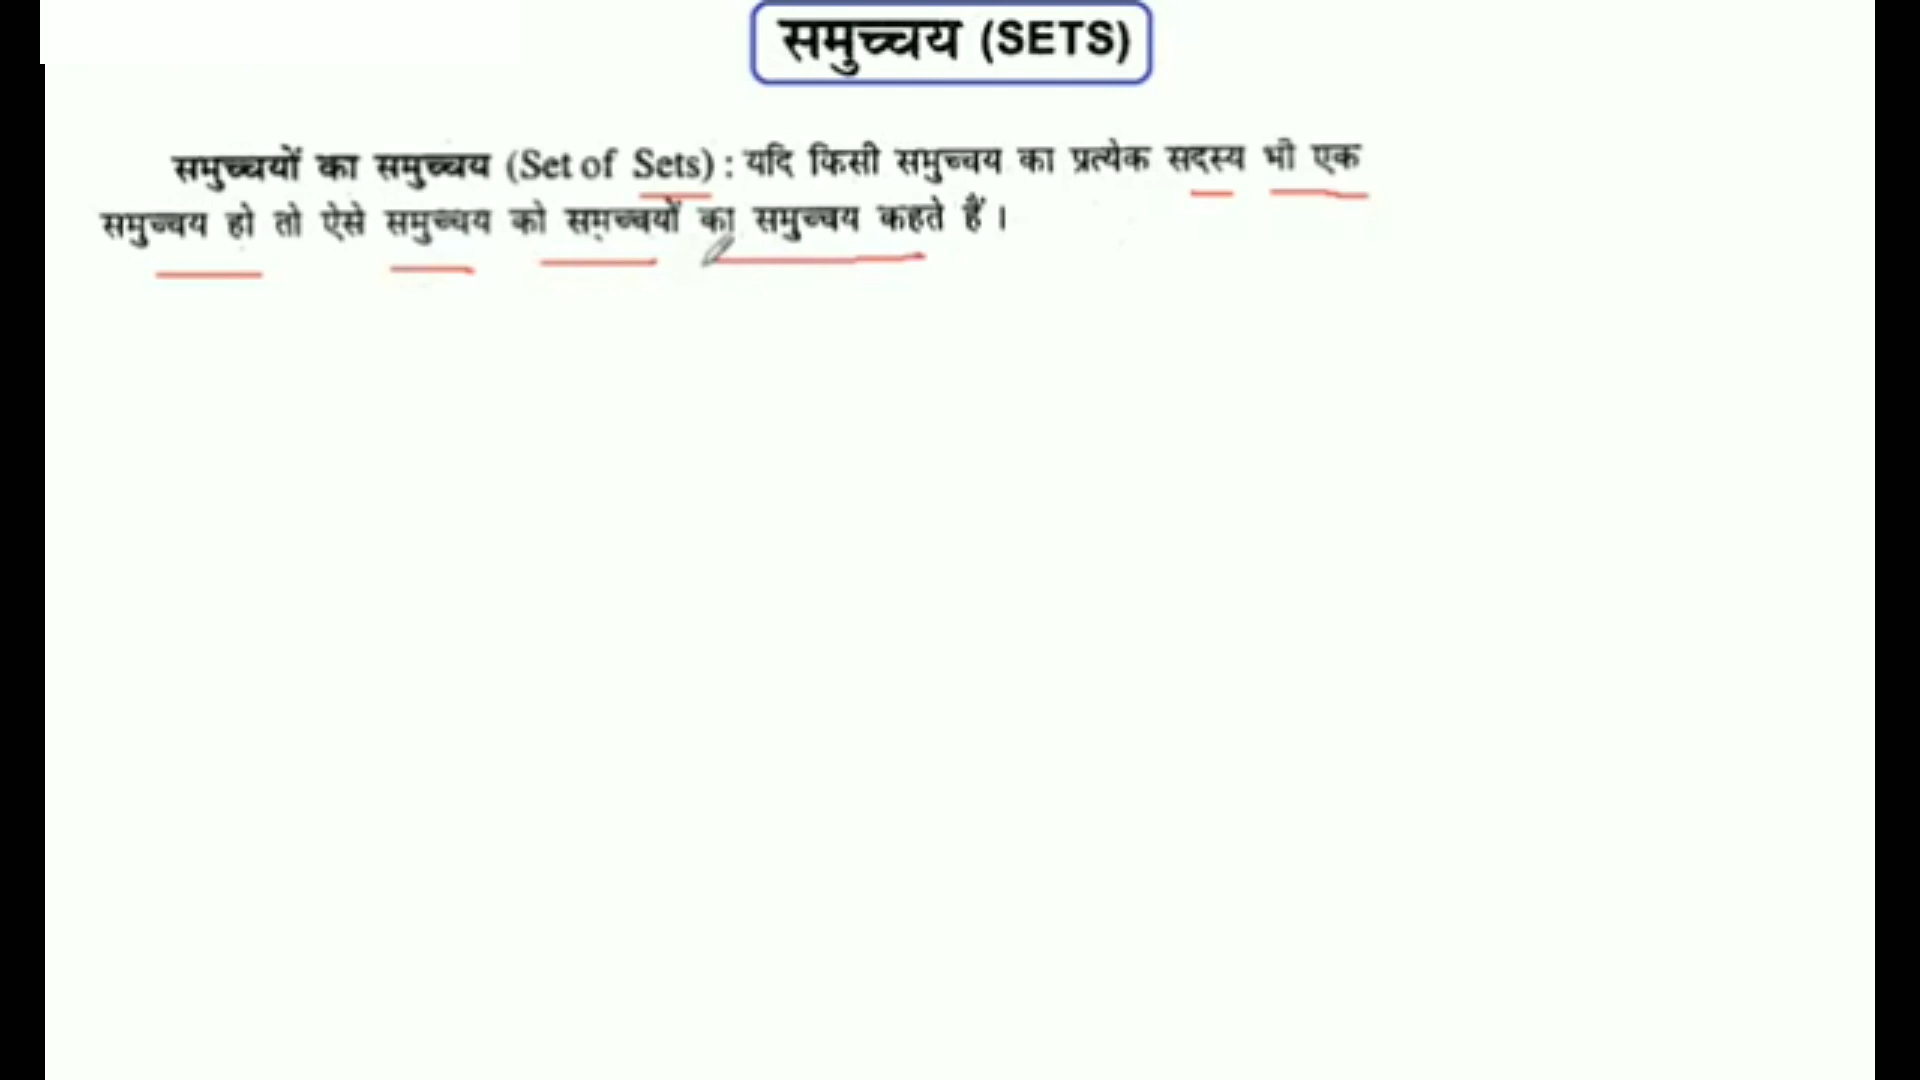 समुच्चय (SETS)
समुच्चयों का समुच्चय (Set of Sets) : यदि किसी समुच्चय का प्रत्येक सदस्य भी एक
समुच्चय हो तो ऐसे समुच्चय को समुच्चयों का समुच्चय कहते हैं ।